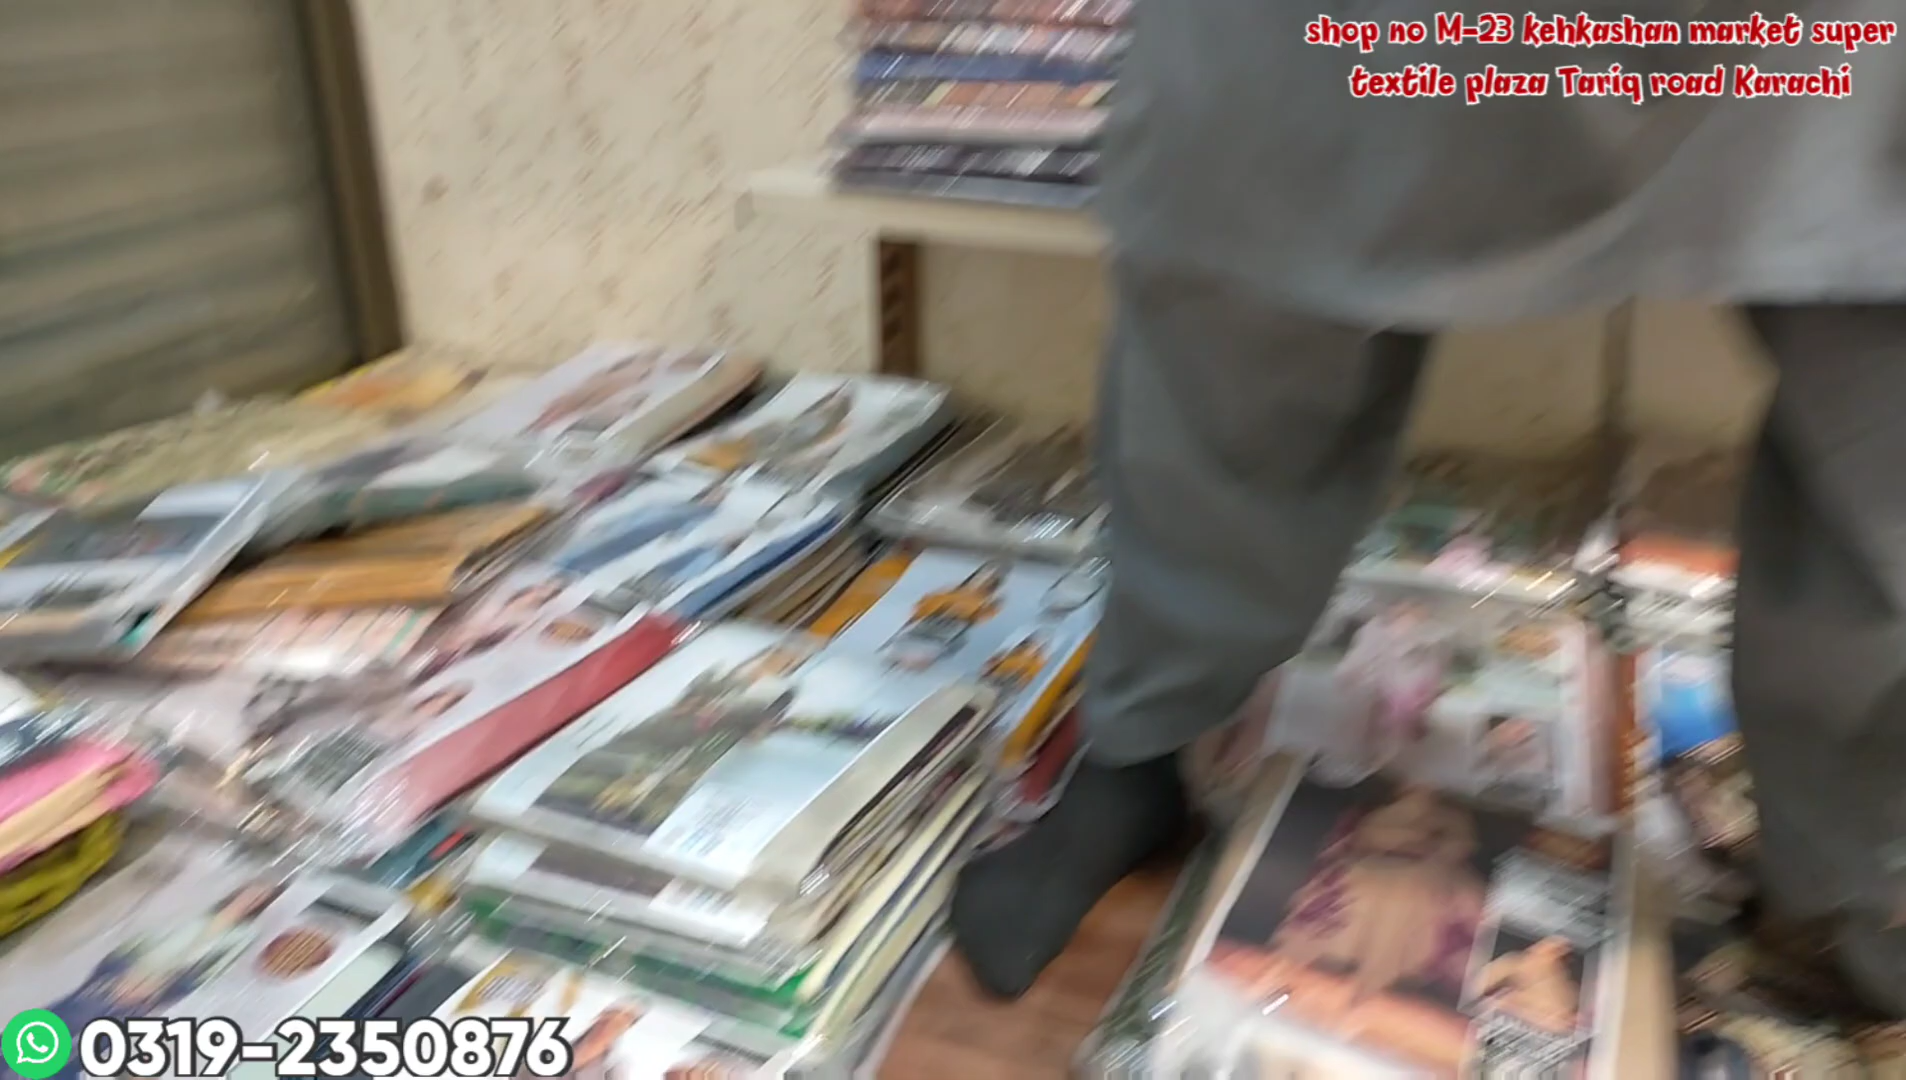 shop no M-23 kehkashan market super
textile plaza Tariq road Karachi
0319-2350876